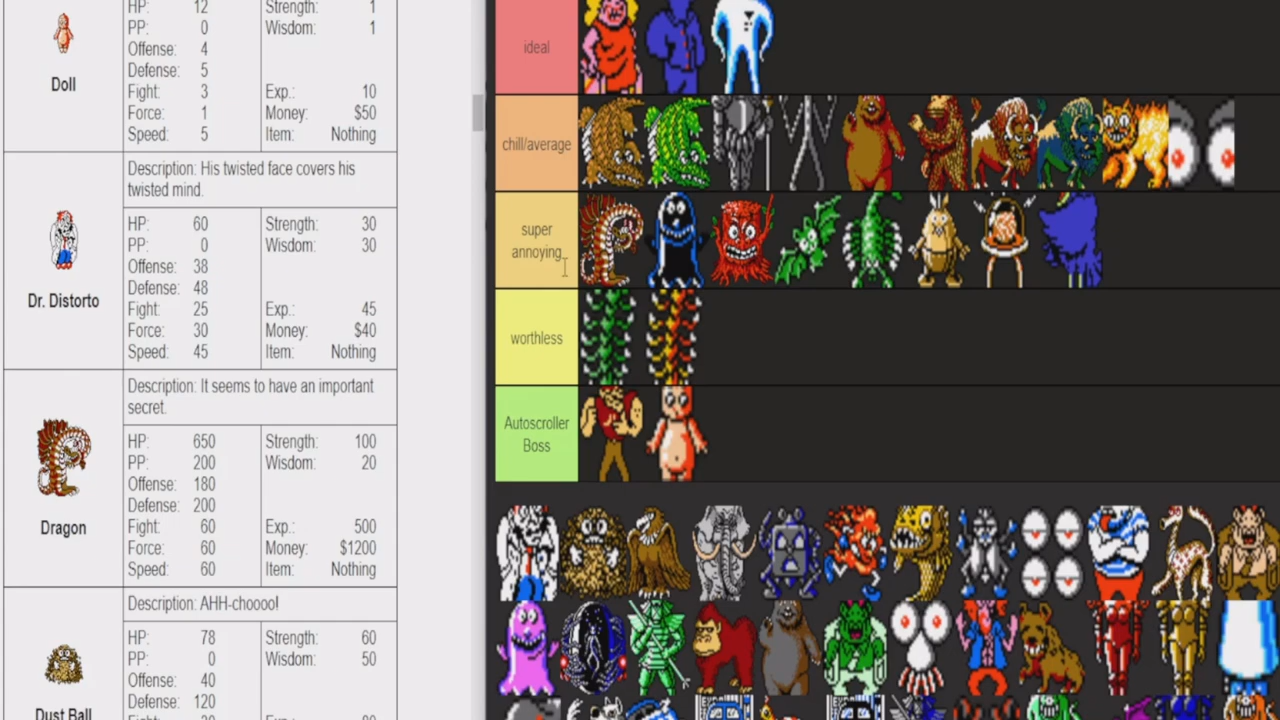 HP: 12 Strength: 1
PP: 0 Wisdom: 1
Offense: 4
Defense: 5
Doll
Fight: 3 Exp.: 10
Force: 1 Money: $50
Speed: 5 Item: Nothing
Description: His twisted face covers his
twisted mind.
HP: 60 Strength: 30
PP: 0 Wisdom: 30
Offense: 38
Defense: 48
Dr. Distorto
Fight: 25 Exp.: 45
Force: 30 Money: $40
Speed: 45 Item: Nothing
Description: It seems to have an important
secret.
HP: 650 Strength: 100
PP: 200 Wisdom: 20
Offense: 180
Defense: 200
Dragon
Fight: 60 Exp.: 500
Force: 60 Money: $1200
Speed: 60 Item: Nothing
Description: AHH-choooo!
HP: 78 Strength: 60
PP: 0 Wisdom: 50
Offense: 40
Defense: 120
Dust Ball
ideal
chill/average
super
annoying
worthless
Autoscroller
Boss